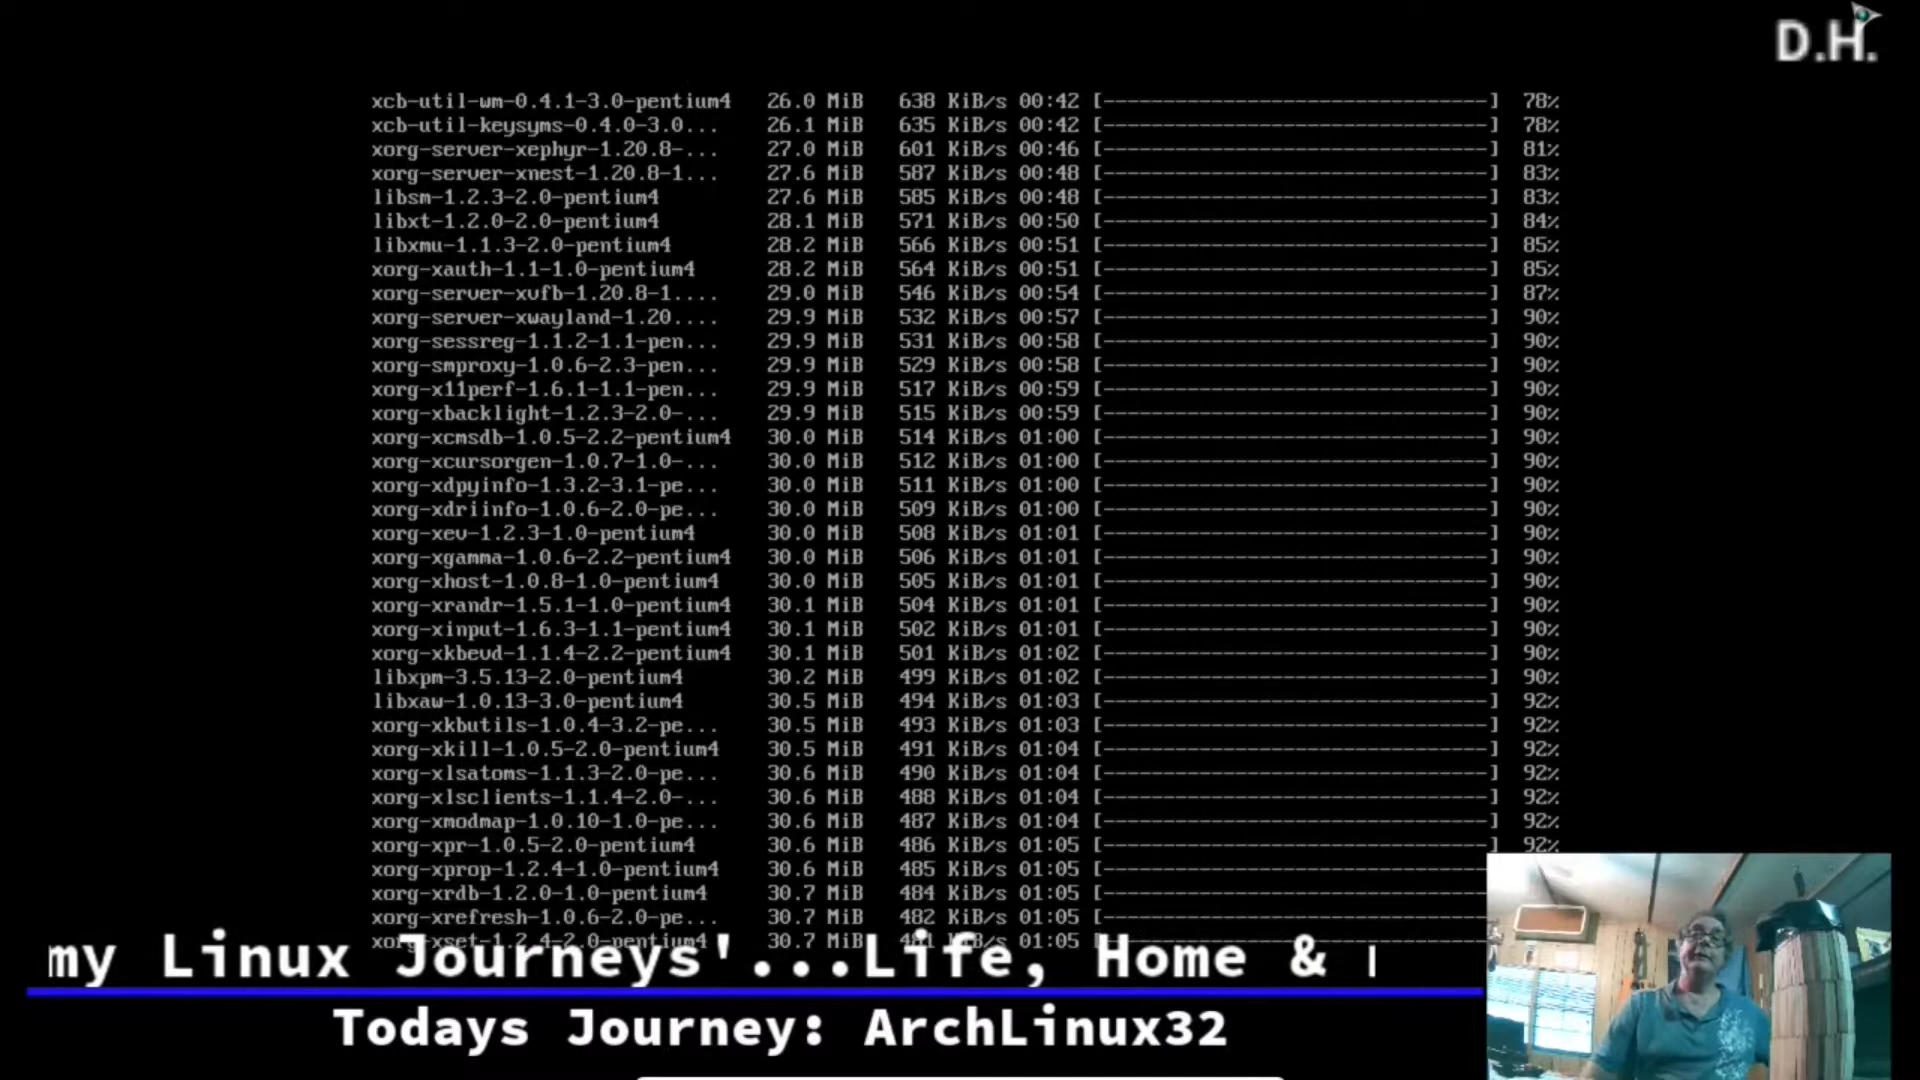 D.H.
xcb-util-wm-0.4.1-3.0-pentium4 26.0 MiB 638 KiB/s 00:42 [---------------------------------] 78%
xcb-util-keysyms-0.4.0-3.0... 26.1 MiB 635 KiB/s 00:42 [---------------------------------] 78%
xorg-server-xephyr-1.20.8-... 27.0 MiB 601 KiB/s 00:46 [---------------------------------] 81%
xorg-server-xnest-1.20.8-1... 27.6 MiB 587 KiB/s 00:48 [---------------------------------] 83%
libsm-1.2.3-2.0-pentium4 27.6 MiB 585 KiB/s 00:48 [---------------------------------] 83%
libxt-1.2.0-2.0-pentium4 28.1 MiB 571 KiB/s 00:50 [---------------------------------] 84%
libxmu-1.1.3-2.0-pentium4 28.2 MiB 566 KiB/s 00:51 [---------------------------------] 85%
xorg-xauth-1.1-1.0-pentium4 28.2 MiB 564 KiB/s 00:51 [---------------------------------] 85%
xorg-server-xvfb-1.20.8-1.... 29.0 MiB 546 KiB/s 00:54 [---------------------------------] 87%
xorg-server-xwayland-1.20.... 29.9 MiB 532 KiB/s 00:57 [---------------------------------] 90%
xorg-sessreg-1.1.2-1.1-pen... 29.9 MiB 531 KiB/s 00:58 [---------------------------------] 90%
xorg-smproxy-1.0.6-2.3-pen... 29.9 MiB 529 KiB/s 00:58 [---------------------------------] 90%
xorg-x11perf-1.6.1-1.1-pen... 29.9 MiB 517 KiB/s 00:59 [---------------------------------] 90%
xorg-xbacklight-1.2.3-2.0-... 29.9 MiB 515 KiB/s 00:59 [---------------------------------] 90%
xorg-xcmsdb-1.0.5-2.2-pentium4 30.0 MiB 514 KiB/s 01:00 [---------------------------------] 90%
xorg-xcursorgen-1.0.7-1.0-... 30.0 MiB 512 KiB/s 01:00 [---------------------------------] 90%
xorg-xdpyinfo-1.3.2-3.1-pe... 30.0 MiB 511 KiB/s 01:00 [---------------------------------] 90%
xorg-xdriinfo-1.0.6-2.0-pe... 30.0 MiB 509 KiB/s 01:00 [---------------------------------] 90%
xorg-xev-1.2.3-1.0-pentium4 30.0 MiB 508 KiB/s 01:01 [---------------------------------] 90%
xorg-xgamma-1.0.6-2.2-pentium4 30.0 MiB 506 KiB/s 01:01 [---------------------------------] 90%
xorg-xhost-1.0.8-1.0-pentium4 30.0 MiB 505 KiB/s 01:01 [---------------------------------] 90%
xorg-xrandr-1.5.1-1.0-pentium4 30.1 MiB 504 KiB/s 01:01 [---------------------------------] 90%
xorg-xinput-1.6.3-1.1-pentium4 30.1 MiB 502 KiB/s 01:01 [---------------------------------] 90%
xorg-xkbevd-1.1.4-2.2-pentium4 30.1 MiB 501 KiB/s 01:02 [---------------------------------] 90%
libxpm-3.5.13-2.0-pentium4 30.2 MiB 499 KiB/s 01:02 [---------------------------------] 90%
libxaw-1.0.13-3.0-pentium4 30.5 MiB 494 KiB/s 01:03 [---------------------------------] 92%
xorg-xkbutils-1.0.4-3.2-pe... 30.5 MiB 493 KiB/s 01:03 [---------------------------------] 92%
xorg-xkill-1.0.5-2.0-pentium4 30.5 MiB 491 KiB/s 01:04 [---------------------------------] 92%
xorg-xlsatoms-1.1.3-2.0-pe... 30.6 MiB 490 KiB/s 01:04 [---------------------------------] 92%
xorg-xlsclients-1.1.4-2.0-... 30.6 MiB 488 KiB/s 01:04 [---------------------------------] 92%
xorg-xmodmap-1.0.10-1.0-pe... 30.6 MiB 487 KiB/s 01:04 [---------------------------------] 92%
xorg-xpr-1.0.5-2.0-pentium4 30.6 MiB 486 KiB/s 01:05 [---------------------------------] 92%
xorg-xprop-1.2.4-1.0-pentium4 30.6 MiB 485 KiB/s 01:05 [---------------------------------
xorg-xrdb-1.2.0-1.0-pentium4 30.7 MiB 484 KiB/s 01:05 [---------------------------------
xorg-xrefresh-1.0.6-2.0-pe... 30.7 MiB 482 KiB/s 01:05 [---------------------------------
xorg-xset-1.2.4-2.0-pentium4 30.7 MiB 481 KiB/s 01:05
my Linux Journeys'...Life, Home &
Todays Journey: ArchLinux32